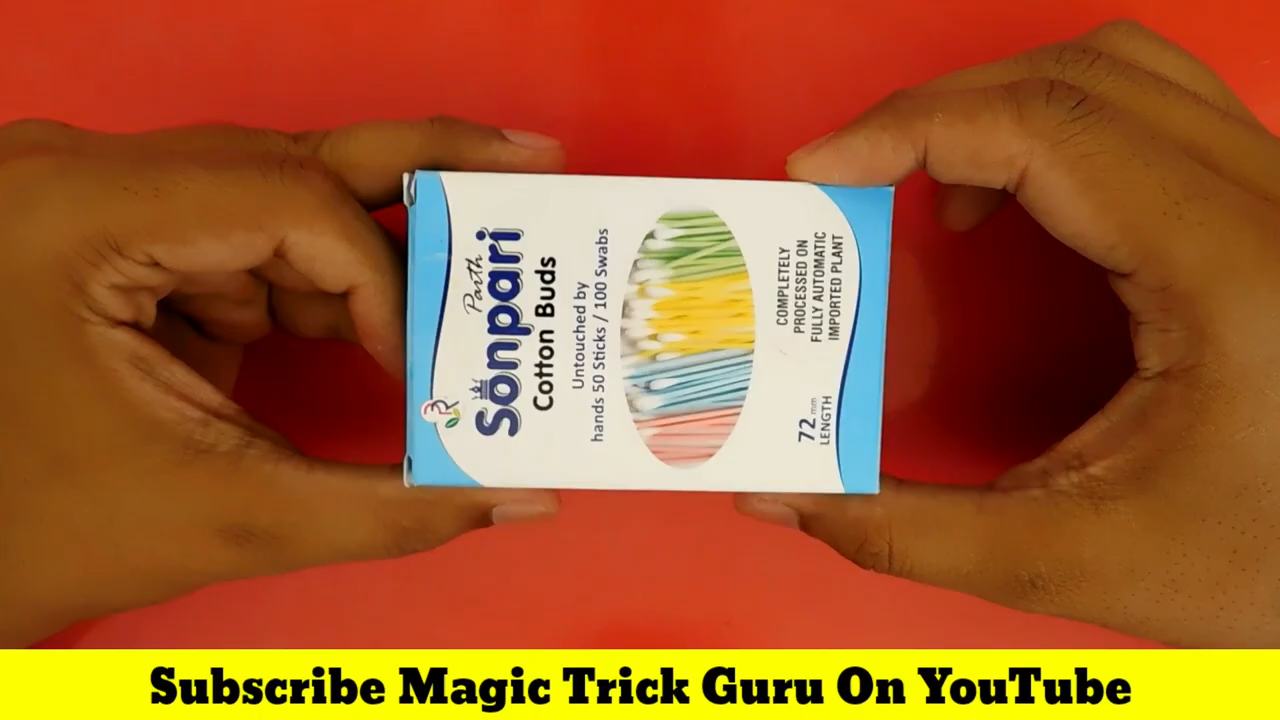 Parth
Sonpari
Cotton Buds
Untouched by
hands 50 Sticks / 100 Swabs
COMPLETELY
PROCESSED ON
FULLY AUTOMATIC
IMPORTED PLANT
72 mm
LENGTH
Subscribe Magic Trick Guru On YouTube